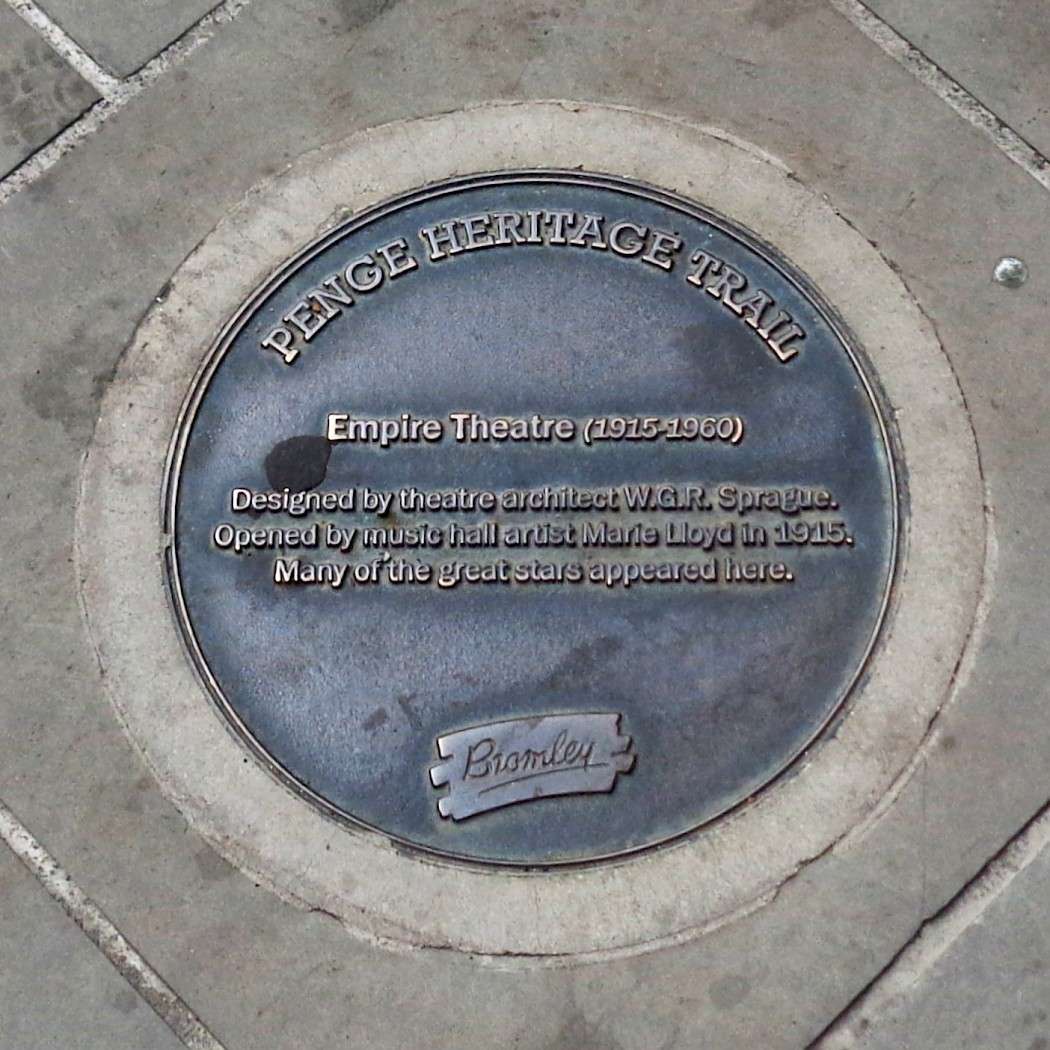 PENGE HERITAGE TRAIL
Empire Theatre (1915-1960)
Designed by theatre architect W.G.R. Sprague.
Opened by music hall artist Marie Lloyd in 1915.
Many of the great stars appeared here.
Bromley